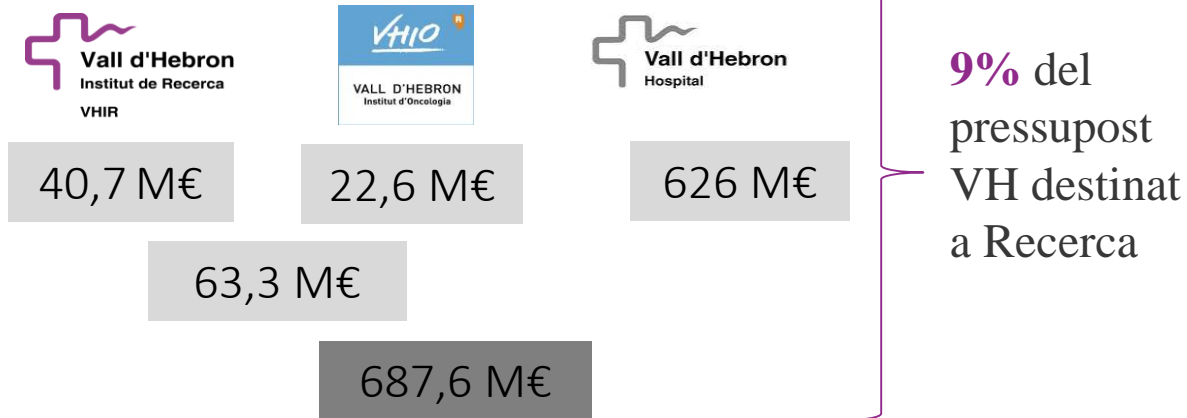 Vall d'Hebron
Institut de Recerca
VHIR
VHIO
R
VALL D'HEBRON
Institut d'Oncologia
Vall d'Hebron
Hospital
40,7 M€
22,6 M€
626 M€
63,3 M€
687,6 M€
9% del
pressupost
VH destinat
a Recerca